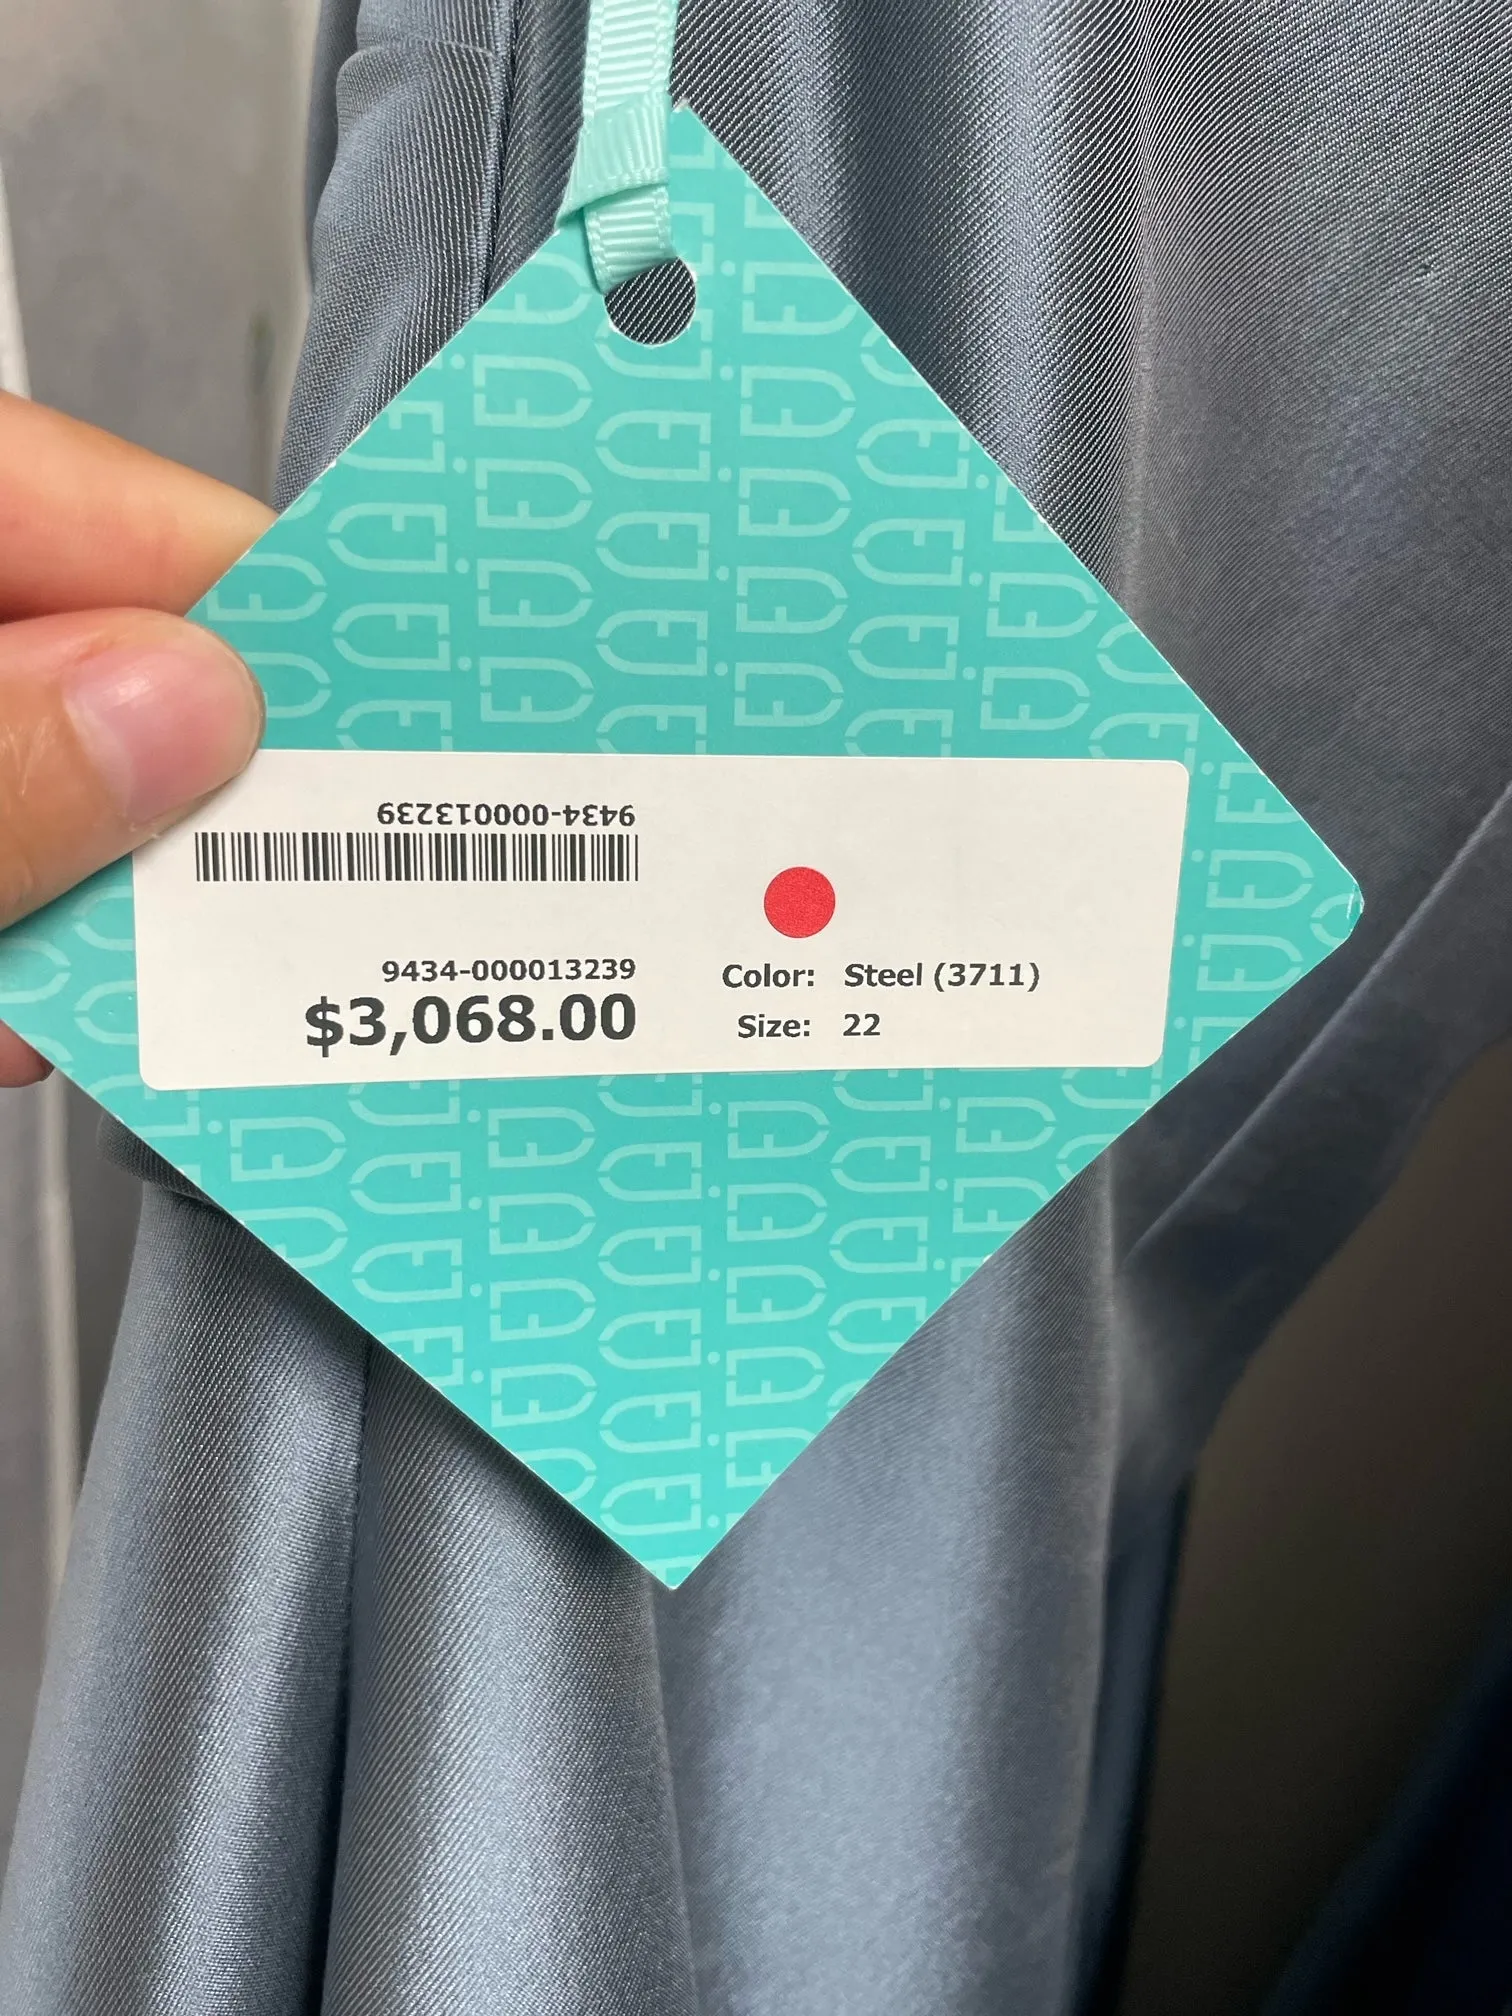 9434-000013239
9434-000013239
$3,068.00
Color: Steel (3711)
Size: 22